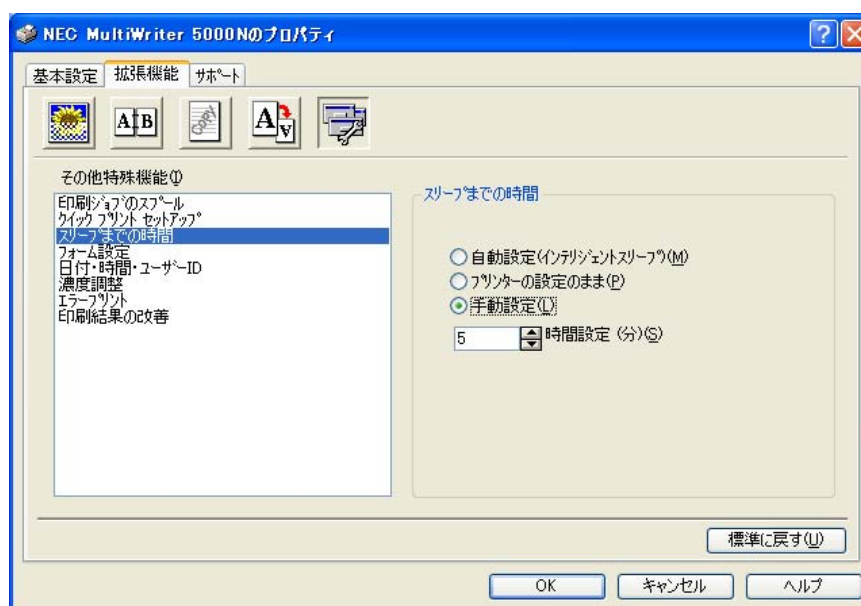 NEC MultiWriter 5000Nのプロパティ
基本設定 拡張機能 サポート
A B
Copy
A A
その他特殊機能(I)
印刷ジョブのスプール
クイック プリント セットアップ
スリープまでの時間
フォーム設定
日付・時間・ユーザーID
濃度調整
エラープリント
印刷結果の改善
スリープまでの時間
自動設定(インテリジェントスリープ)(M)
プリンターの設定のまま(P)
手動設定(L)
5 時間設定 (分)(S)
標準に戻す(U)
OK キャンセル ヘルプ